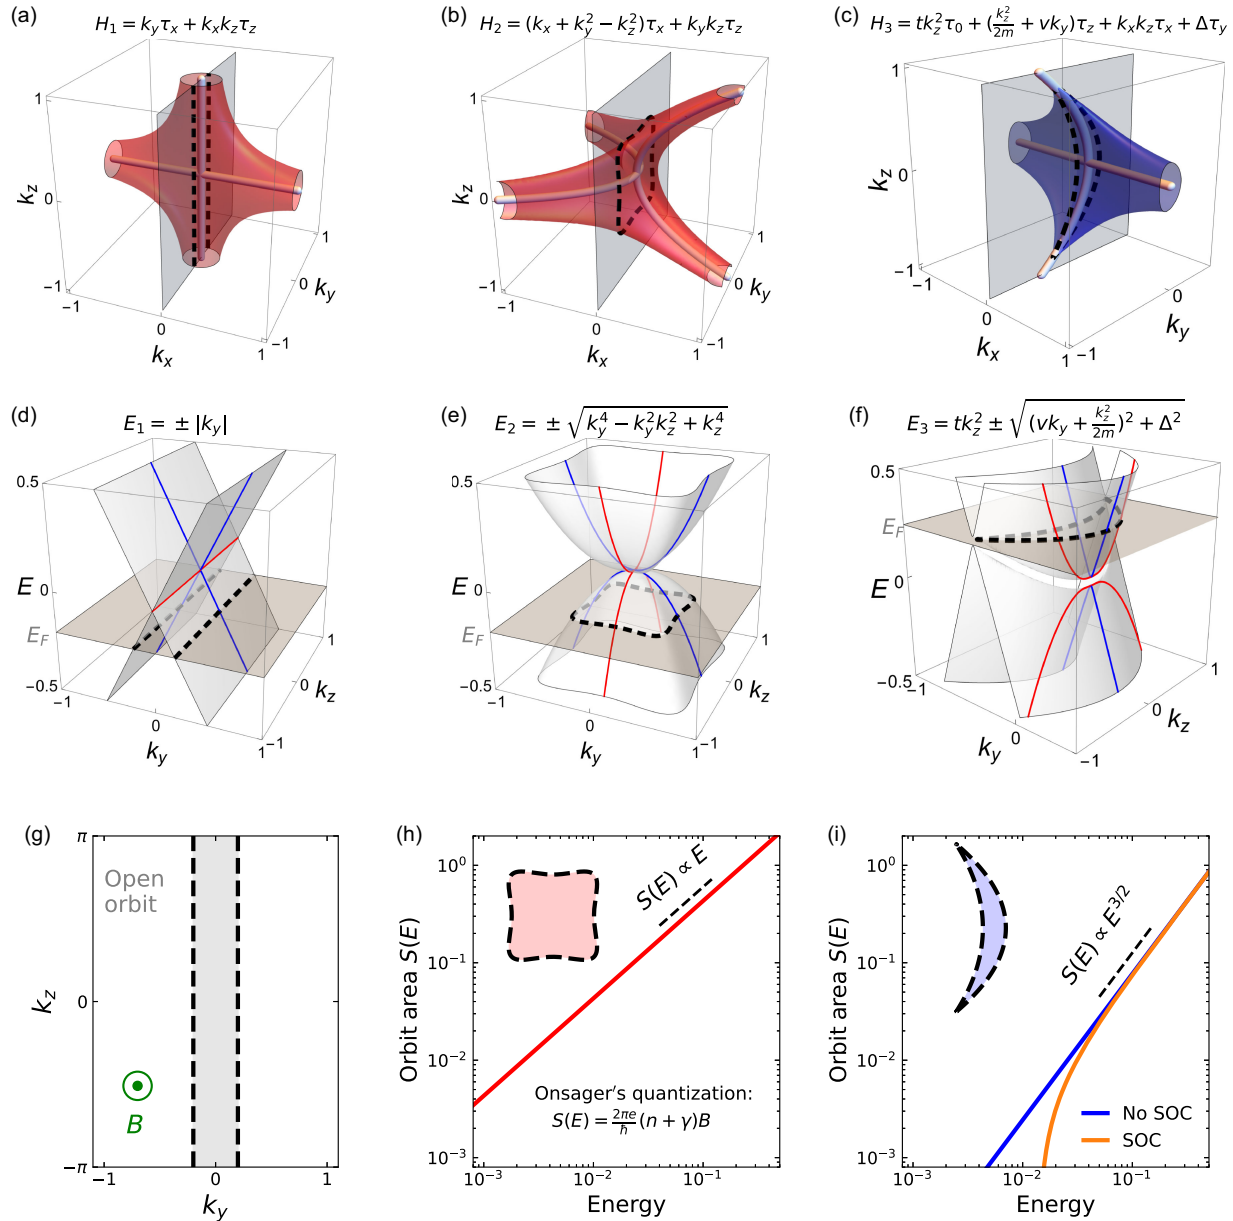 (a)
H₁ = k_yτ_x + k_xk_zτ_z
1
0
−1
k_z
−1
0
1
k_x
−1
0
1
k_y
(b)
H₂ = (k_x + k_y² − k_z²)τ_x + k_yk_zτ_z
1
0
−1
k_z
−1
0
1
k_x
−1
0
1
k_y
(c)
H₃ = tk_z²τ₀ + (k_z²/2m + vk_y)τ_z + k_xk_zτ_x + Δτ_y
1
0
−1
k_z
−1
0
1
k_x
−1
0
1
k_y
(d)
E₁ = ± |k_y|
0.5
0
E_F
−0.5
E
−1
0
1
k_y
−1
0
1
k_z
(e)
E₂ = ± √(k_y⁴ − k_y²k_z² + k_z⁴)
0.5
0
E_F
−0.5
E
−1
0
1
k_y
−1
0
1
k_z
(f)
E₃ = tk_z² ± √((vk_y + k_z²/2m)² + Δ²)
0.5
E_F
0
−0.5
E
−1
0
k_y
−1
0
1
k_z
(g)
π
0
−π
k_z
Open
orbit
B
−1
0
1
k_y
(h)
10⁰
10⁻¹
10⁻²
10⁻³
Orbit area S(E)
S(E) ∝ E
Onsager's quantization:
S(E) = 2πe/ℏ (n + γ)B
10⁻³
10⁻²
10⁻¹
Energy
(i)
10⁰
10⁻¹
10⁻²
10⁻³
Orbit area S(E)
S(E) ∝ E^{3/2}
No SOC
SOC
10⁻³
10⁻²
10⁻¹
Energy